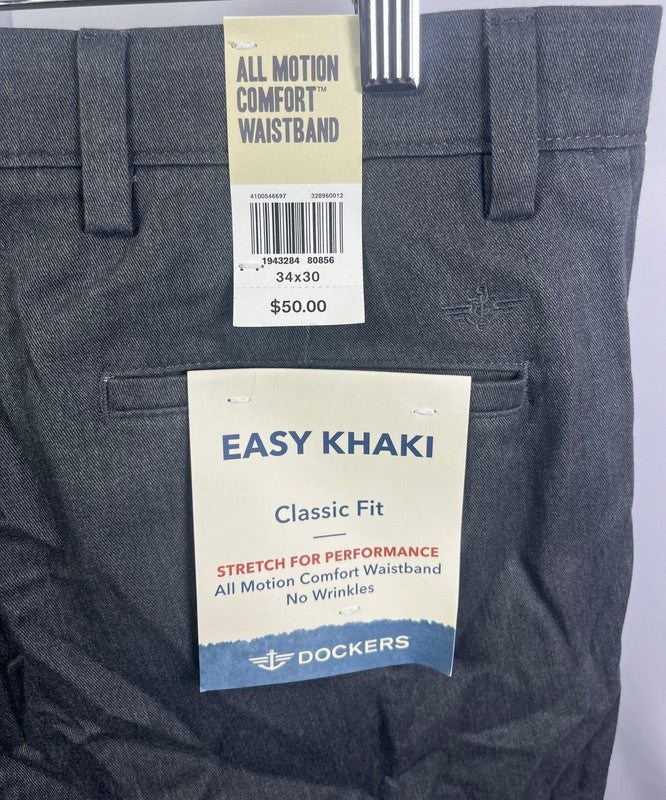 ALL MOTION
COMFORT™
WAISTBAND
4100546697 328960012
1943284 80856
34x30
$50.00
EASY KHAKI
Classic Fit
STRETCH FOR PERFORMANCE
All Motion Comfort Waistband
No Wrinkles
DOCKERS®